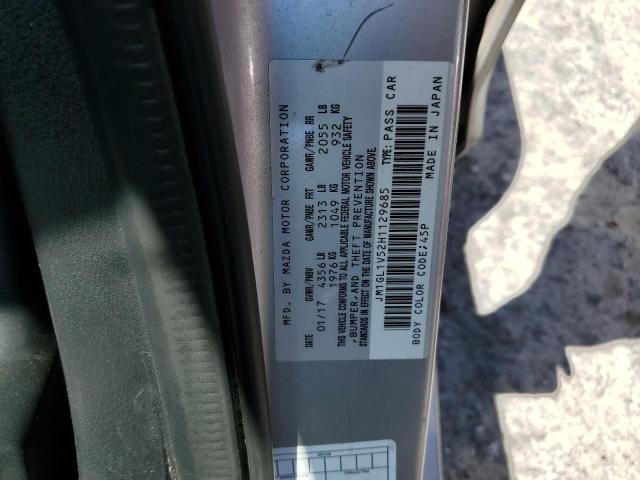 MFD. BY MAZDA MOTOR CORPORATION
DATE GVWR/PNBV GAWR/PNBE FRT GAWR/PNBE RR
01/17 4356 LB 2313 LB 2055 LB
1976 KG 1049 KG 932 KG
THIS VEHICLE CONFORMS TO ALL APPLICABLE FEDERAL MOTOR VEHICLE SAFETY
,BUMPER,AND THEFT PREVENTION
STANDARDS IN EFFECT ON THE DATE OF MANUFACTURE SHOWN ABOVE.
JM1GL1V52H1129685 TYPE: PASS CAR
BODY COLOR CODE:45P MADE IN JAPAN